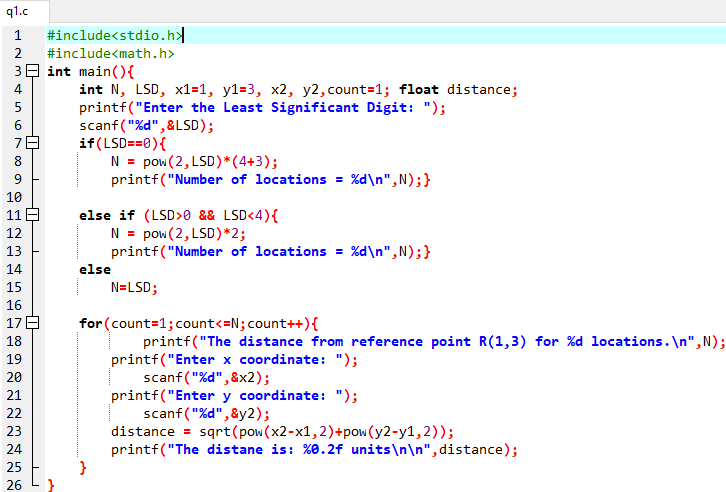 q1.c
1 #include<stdio.h>
2 #include<math.h>
3 int main(){
4 int N, LSD, x1=1, y1=3, x2, y2,count=1; float distance;
5 printf("Enter the Least Significant Digit: ");
6 scanf("%d",&LSD);
7 if(LSD==0){
8 N = pow(2,LSD)*(4+3);
9 printf("Number of locations = %d\n",N);}
10
11 else if (LSD>0 && LSD<4){
12 N = pow(2,LSD)*2;
13 printf("Number of locations = %d\n",N);}
14 else
15 N=LSD;
16
17 for(count=1;count<=N;count++){
18 printf("The distance from reference point R(1,3) for %d locations.\n",N);
19 printf("Enter x coordinate: ");
20 scanf("%d",&x2);
21 printf("Enter y coordinate: ");
22 scanf("%d",&y2);
23 distance = sqrt(pow(x2-x1,2)+pow(y2-y1,2));
24 printf("The distane is: %0.2f units\n\n",distance);
25 }
26 }